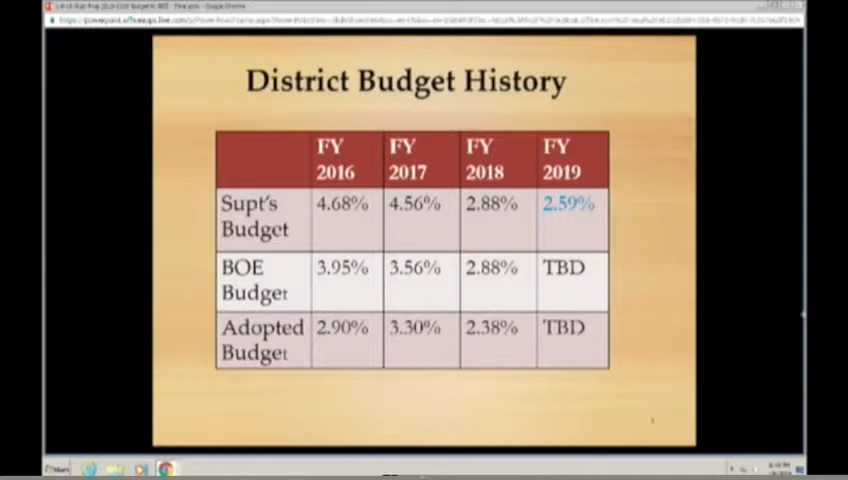 District Budget History
FY 2016 FY 2017 FY 2018 FY 2019
Supt's Budget 4.68% 4.56% 2.88% 2.59%
BOE Budget 3.95% 3.56% 2.88% TBD
Adopted Budget 2.90% 3.30% 2.38% TBD